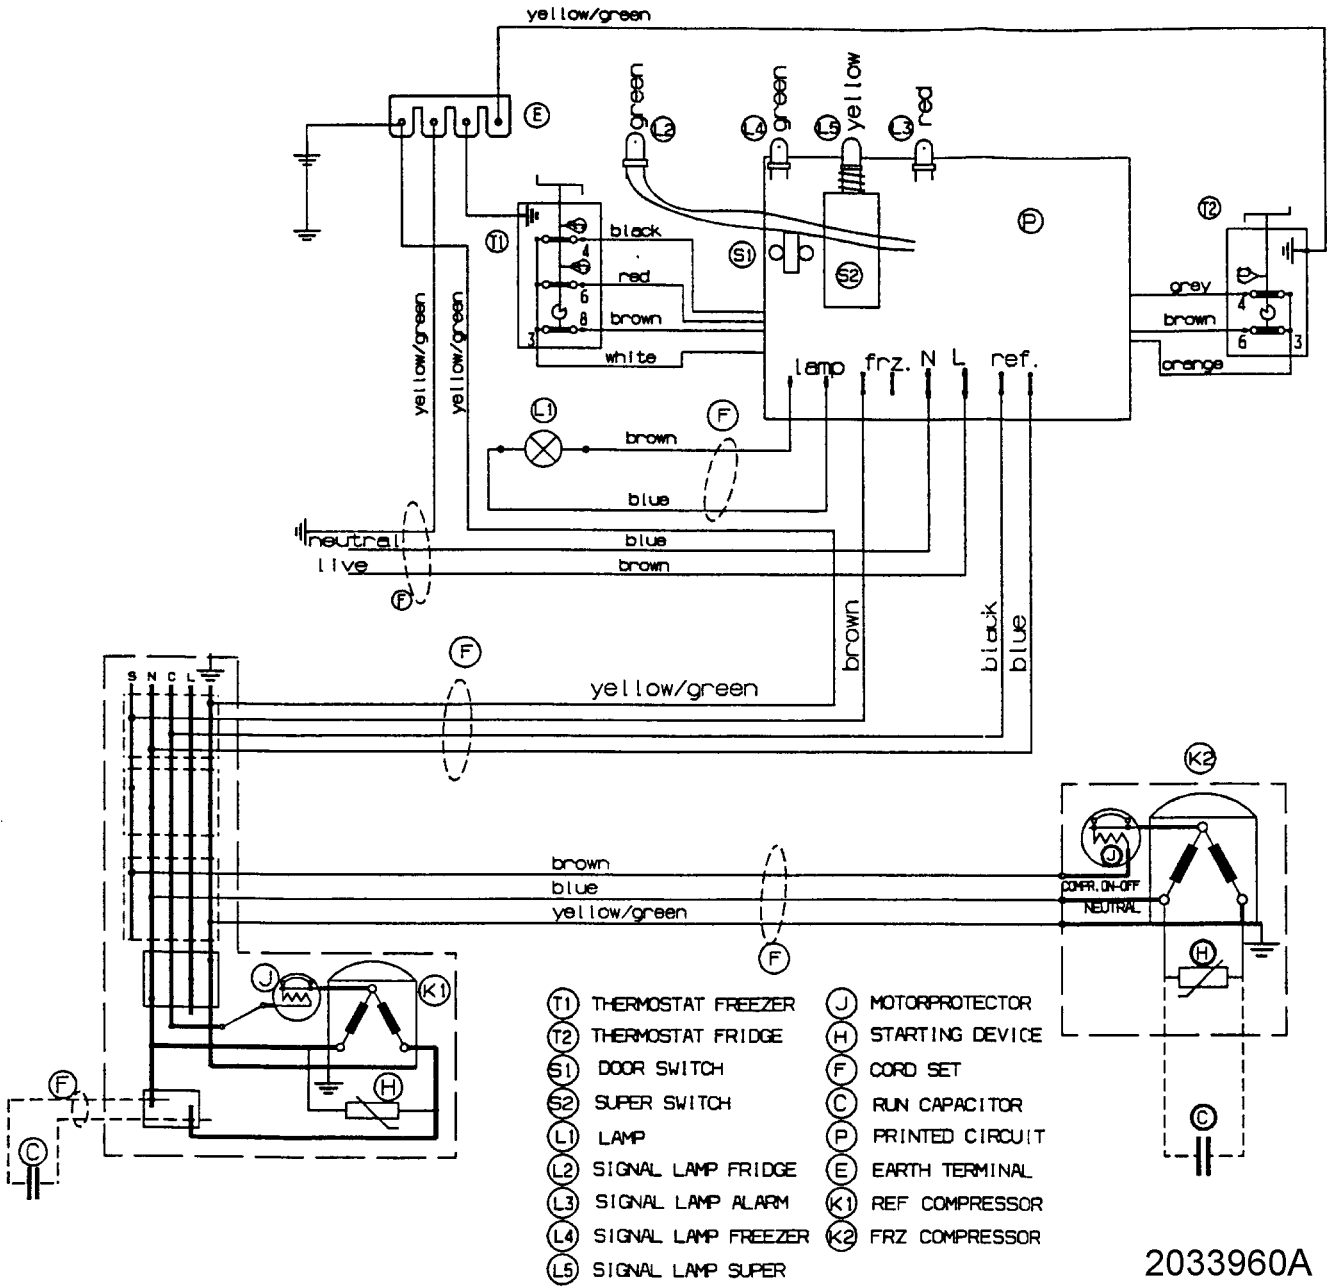 yellow/green
E
green
L2
L4
green
L5
yellow
L3
red
T1
4
6
8
3
black
red
brown
white
S1
S2
P
T2
grey
4
brown
6
3
orange
lamp
frz.
N
L
ref.
yellow/green
yellow/green
L1
brown
F
blue
neutral
blue
live
brown
F
brown
black
blue
F
S N C L
yellow/green
K2
J
brown
COMPR. ON-OFF
blue
NEUTRAL
yellow/green
F
H
C
J
K1
H
F
C
T1 THERMOSTAT FREEZER
T2 THERMOSTAT FRIDGE
S1 DOOR SWITCH
S2 SUPER SWITCH
L1 LAMP
L2 SIGNAL LAMP FRIDGE
L3 SIGNAL LAMP ALARM
L4 SIGNAL LAMP FREEZER
L5 SIGNAL LAMP SUPER
J MOTORPROTECTOR
H STARTING DEVICE
F CORD SET
C RUN CAPACITOR
P PRINTED CIRCUIT
E EARTH TERMINAL
K1 REF COMPRESSOR
K2 FRZ COMPRESSOR
2033960A